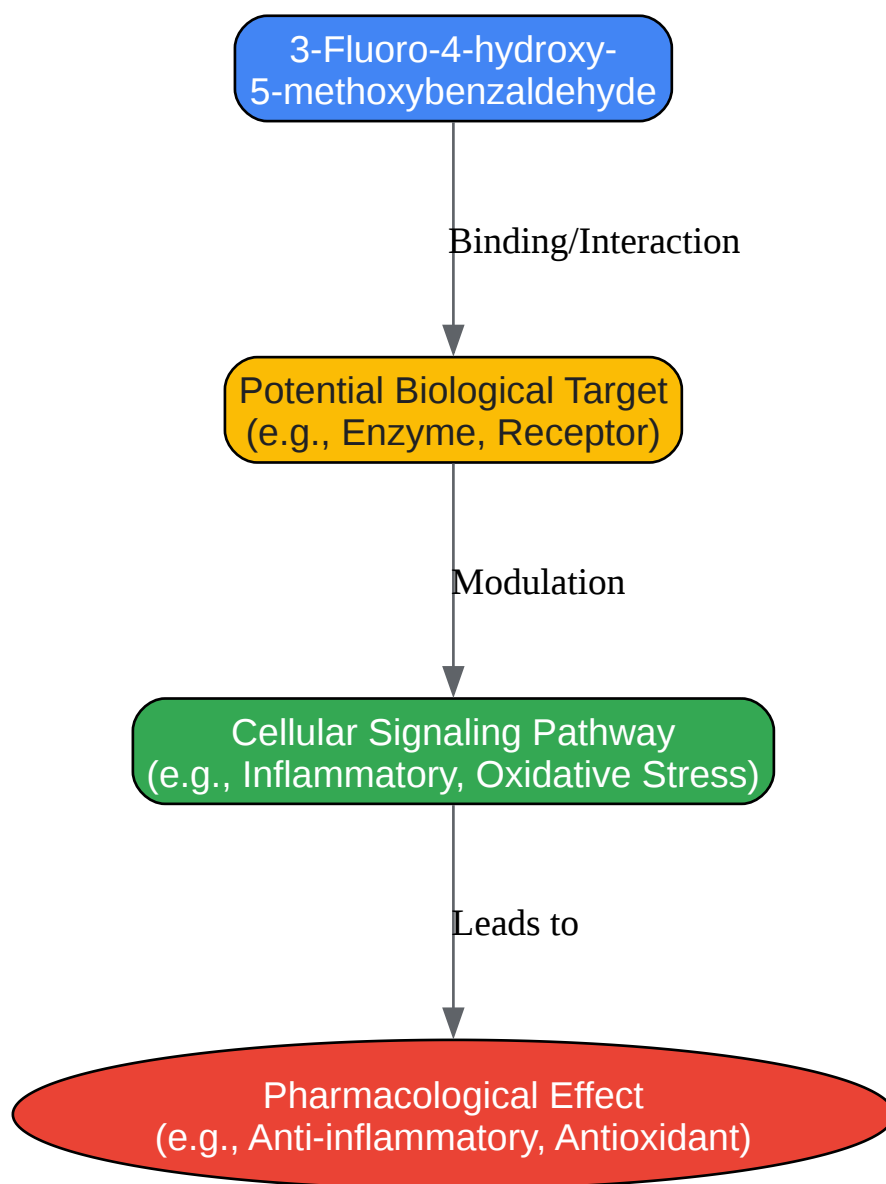 3-Fluoro-4-hydroxy-
5-methoxybenzaldehyde
Binding/Interaction
Potential Biological Target
(e.g., Enzyme, Receptor)
Modulation
Cellular Signaling Pathway
(e.g., Inflammatory, Oxidative Stress)
Leads to
Pharmacological Effect
(e.g., Anti-inflammatory, Antioxidant)